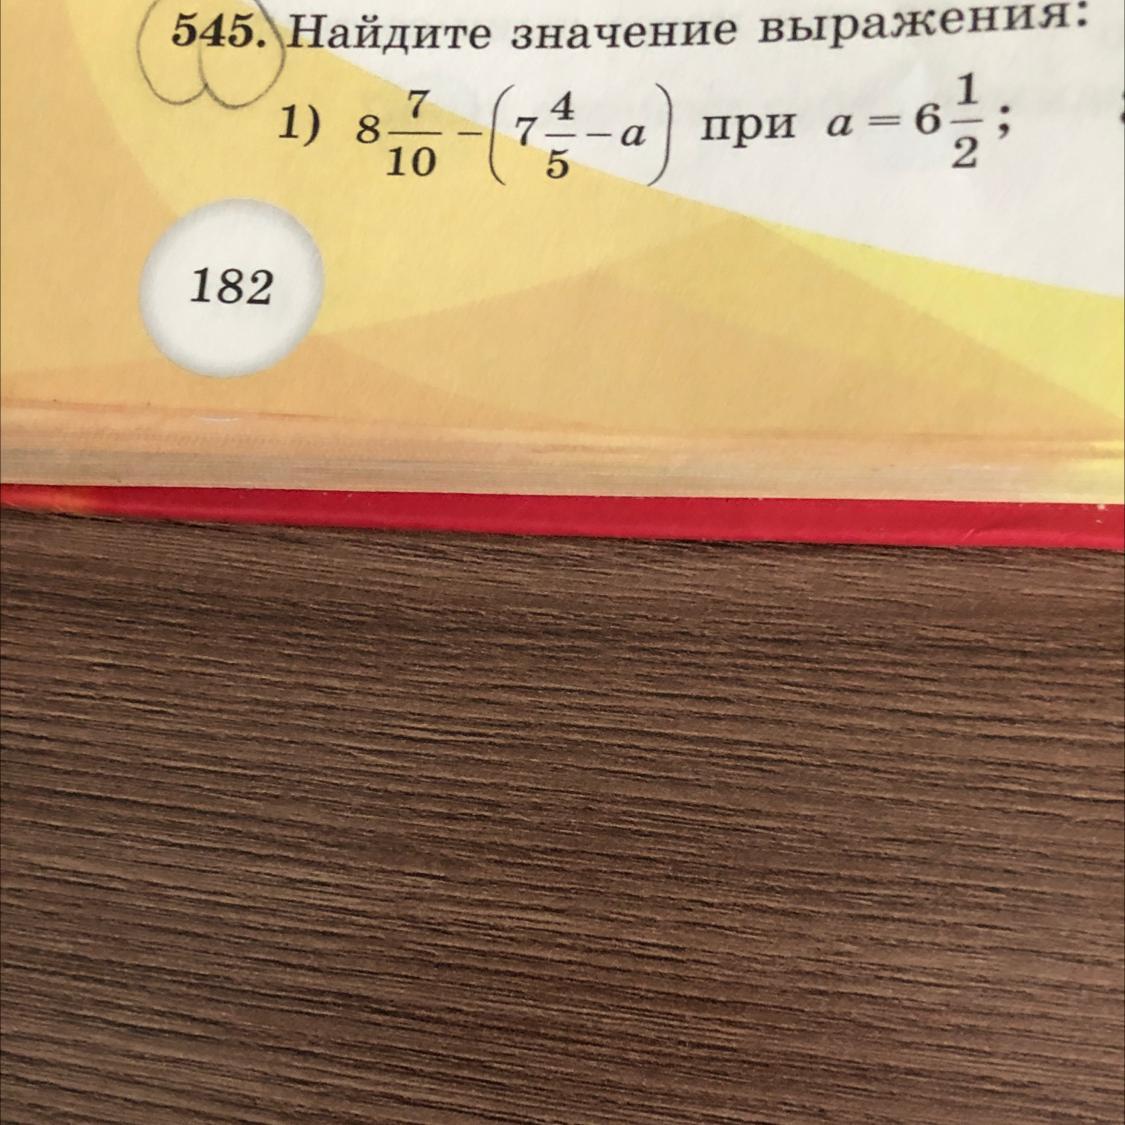 545. Найдите значение выражения:
1) 8 7/10 − (7 4/5 − a) при a = 6 1/2;
182